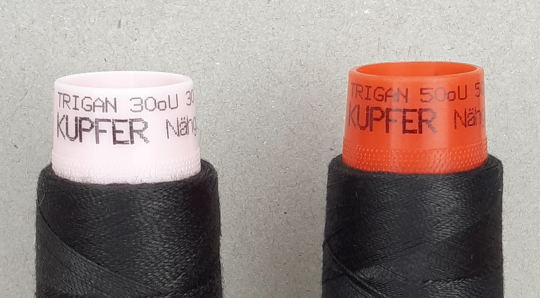 TRIGAN 30oU 30
KUPFER Näh
TRIGAN 50oU 5
KUPFER Näh